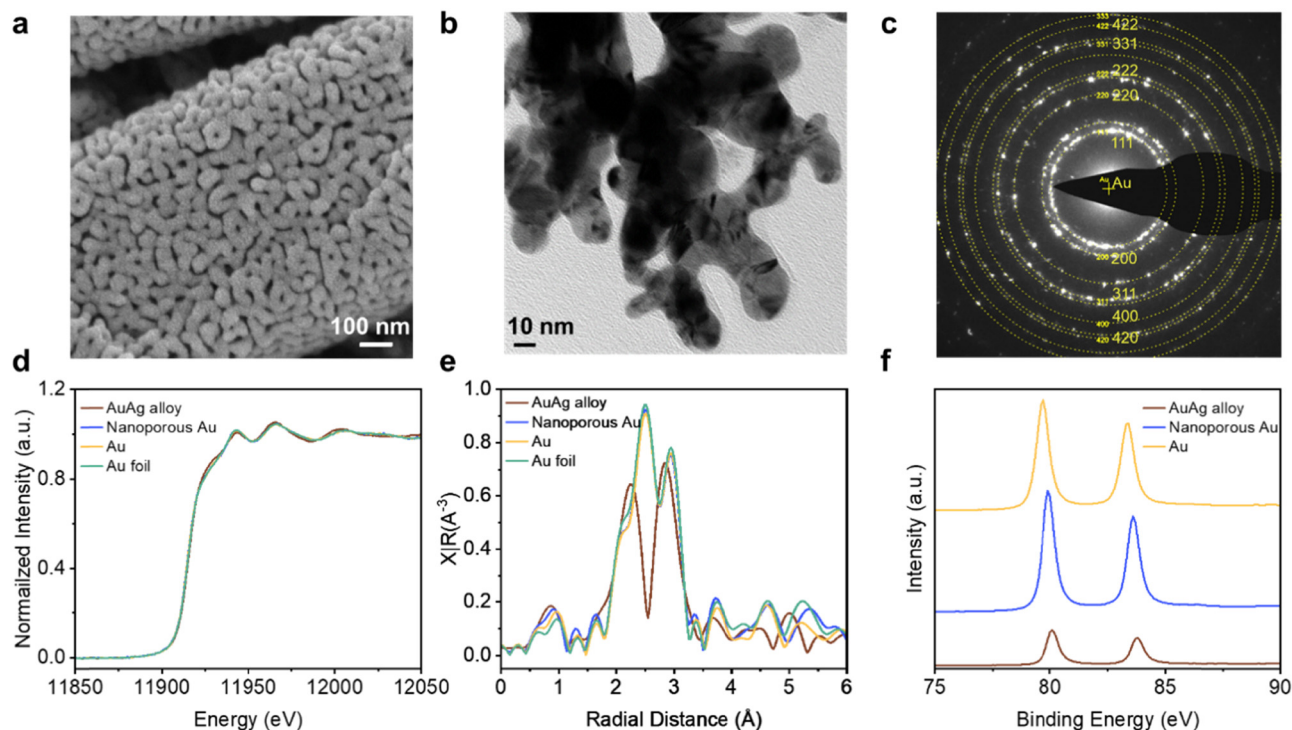 a
100 nm
b
10 nm
c
333
422
422
331
331
222
222
220
220
111
Au
Au
200
200
311
311
400
400
420
420
d
Normailzed Intensity (a.u.)
1.2
0.8
0.4
0.0
AuAg alloy
Nanoporous Au
Au
Au foil
11850
11900
11950
12000
12050
Energy (eV)
e
X|R(A-3)
1.0
0.8
0.6
0.4
0.2
0.0
AuAg alloy
Nanoporous Au
Au
Au foil
0
1
2
3
4
5
6
Radial Distance (Å)
f
Intensity (a.u.)
AuAg alloy
Nanoporous Au
Au
75
80
85
90
Binding Energy (eV)